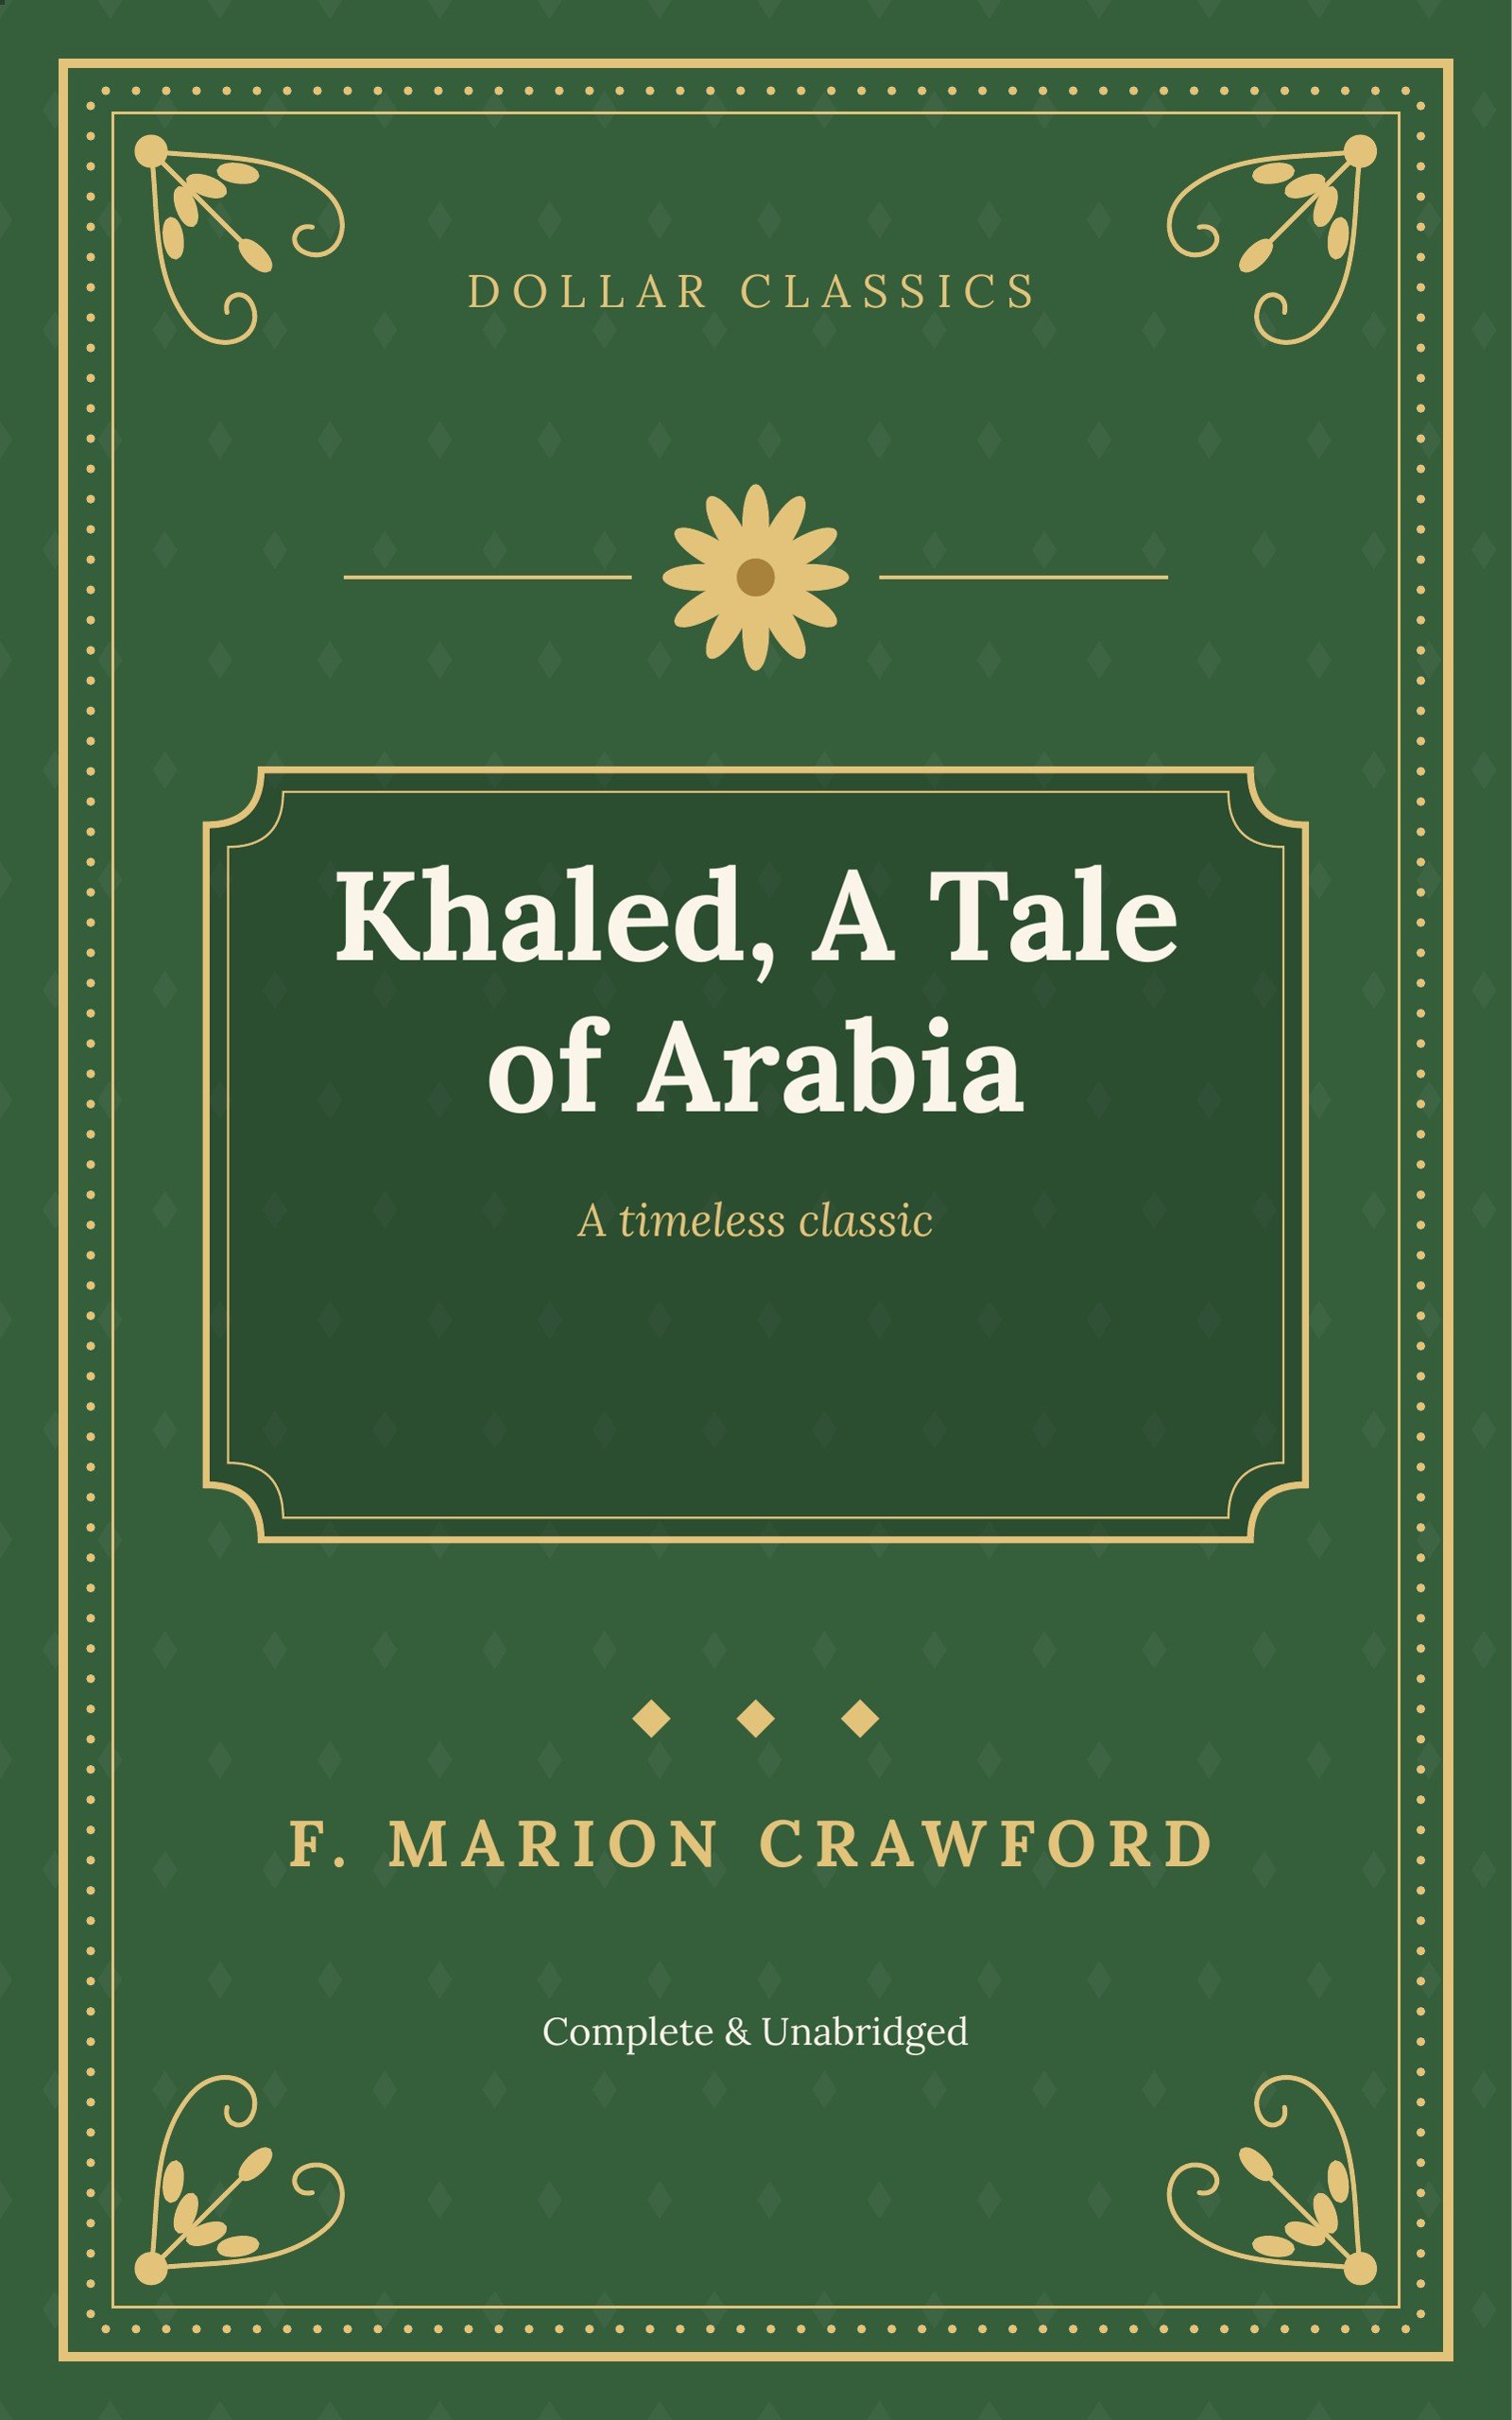 DOLLAR CLASSICS
Khaled, A Tale
of Arabia
A timeless classic
F. MARION CRAWFORD
Complete & Unabridged